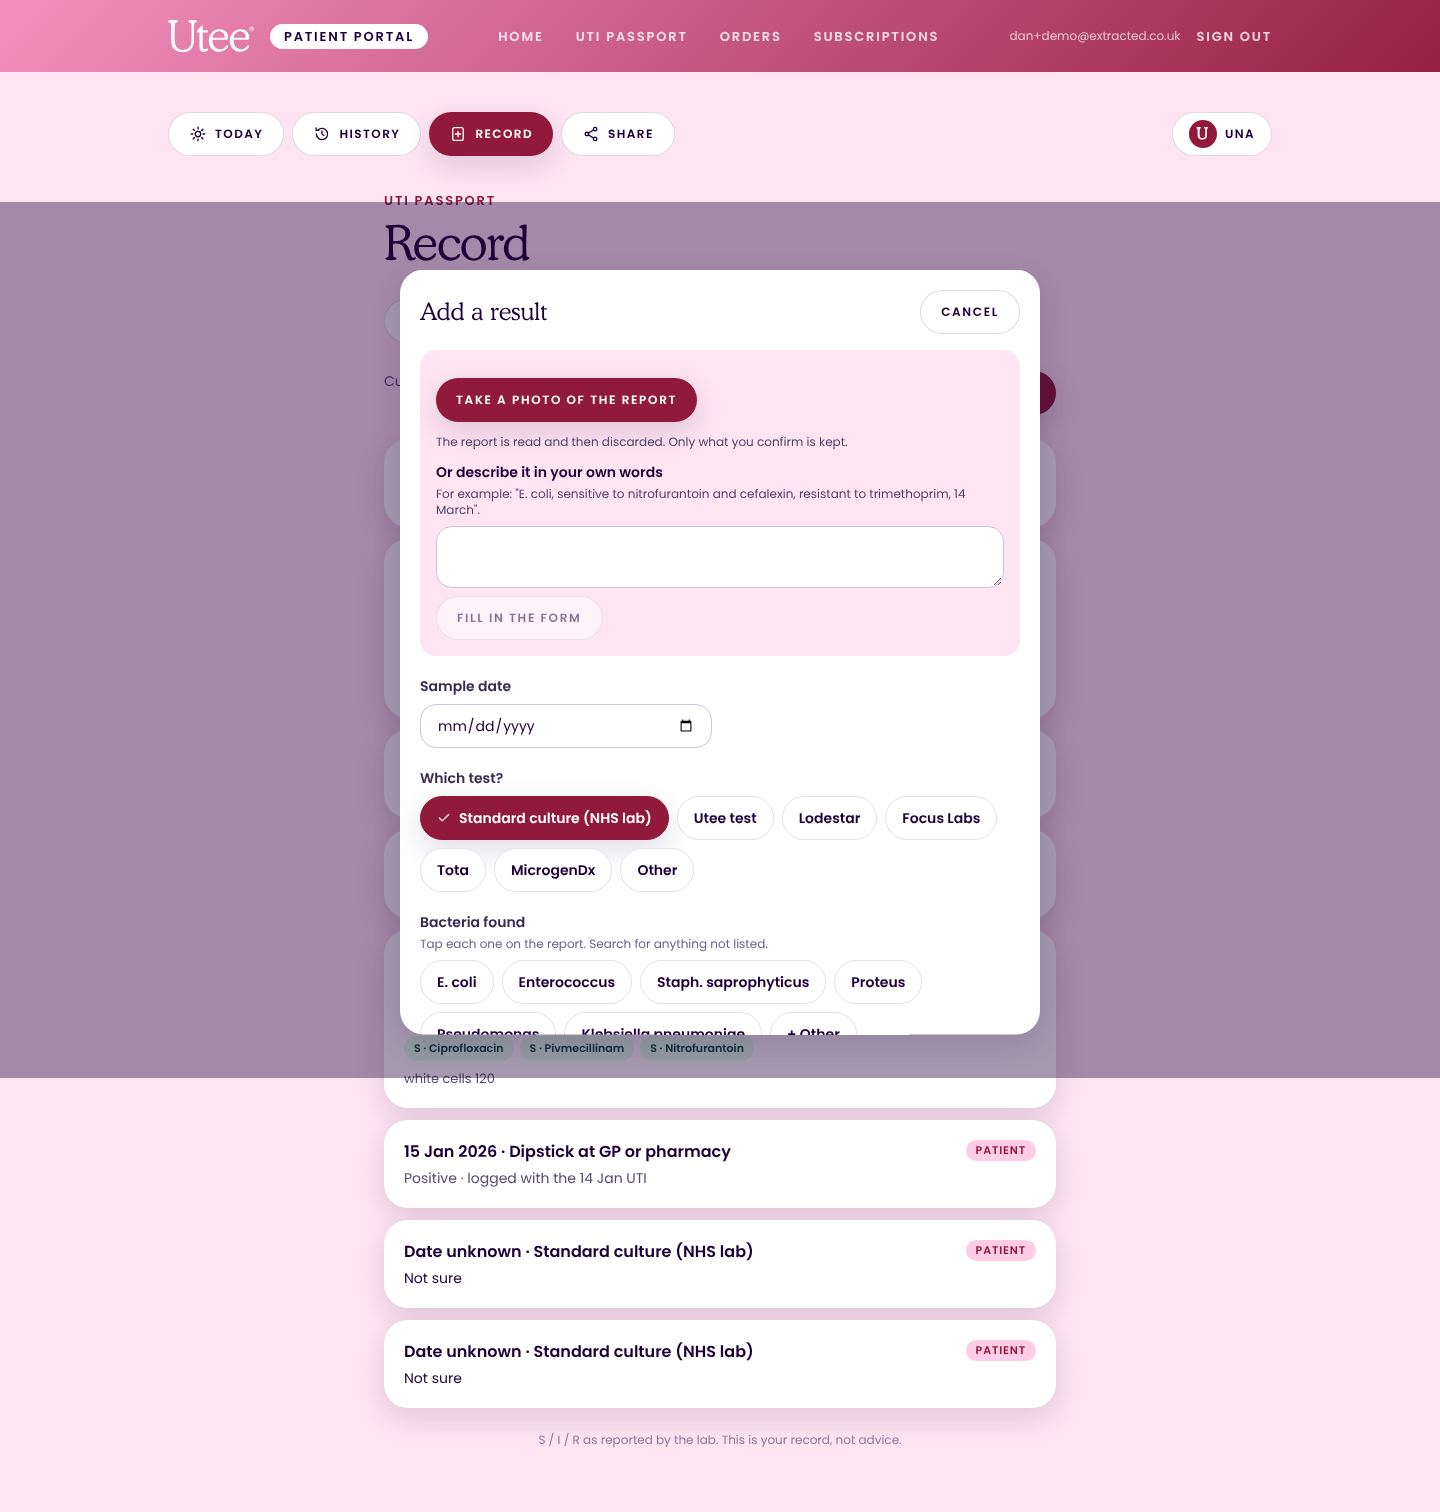 Utee®
PATIENT PORTAL
HOME
UTI PASSPORT
ORDERS
SUBSCRIPTIONS
dan+demo@extracted.co.uk
SIGN OUT
TODAY
HISTORY
RECORD
SHARE
U UNA
UTI PASSPORT
Record
Cu
Add a result
CANCEL
TAKE A PHOTO OF THE REPORT
The report is read and then discarded. Only what you confirm is kept.
Or describe it in your own words
For example: "E. coli, sensitive to nitrofurantoin and cefalexin, resistant to trimethoprim, 14
March".
FILL IN THE FORM
Sample date
mm/dd/yyyy
Which test?
Standard culture (NHS lab)
Utee test
Lodestar
Focus Labs
Tota
MicrogenDx
Other
Bacteria found
Tap each one on the report. Search for anything not listed.
E. coli
Enterococcus
Staph. saprophyticus
Proteus
Pseudomonas
Klebsiella pneumoniae
+ Other
S · Ciprofloxacin
S · Pivmecillinam
S · Nitrofurantoin
white cells 120
15 Jan 2026 · Dipstick at GP or pharmacy
PATIENT
Positive · logged with the 14 Jan UTI
Date unknown · Standard culture (NHS lab)
PATIENT
Not sure
Date unknown · Standard culture (NHS lab)
PATIENT
Not sure
S / I / R as reported by the lab. This is your record, not advice.